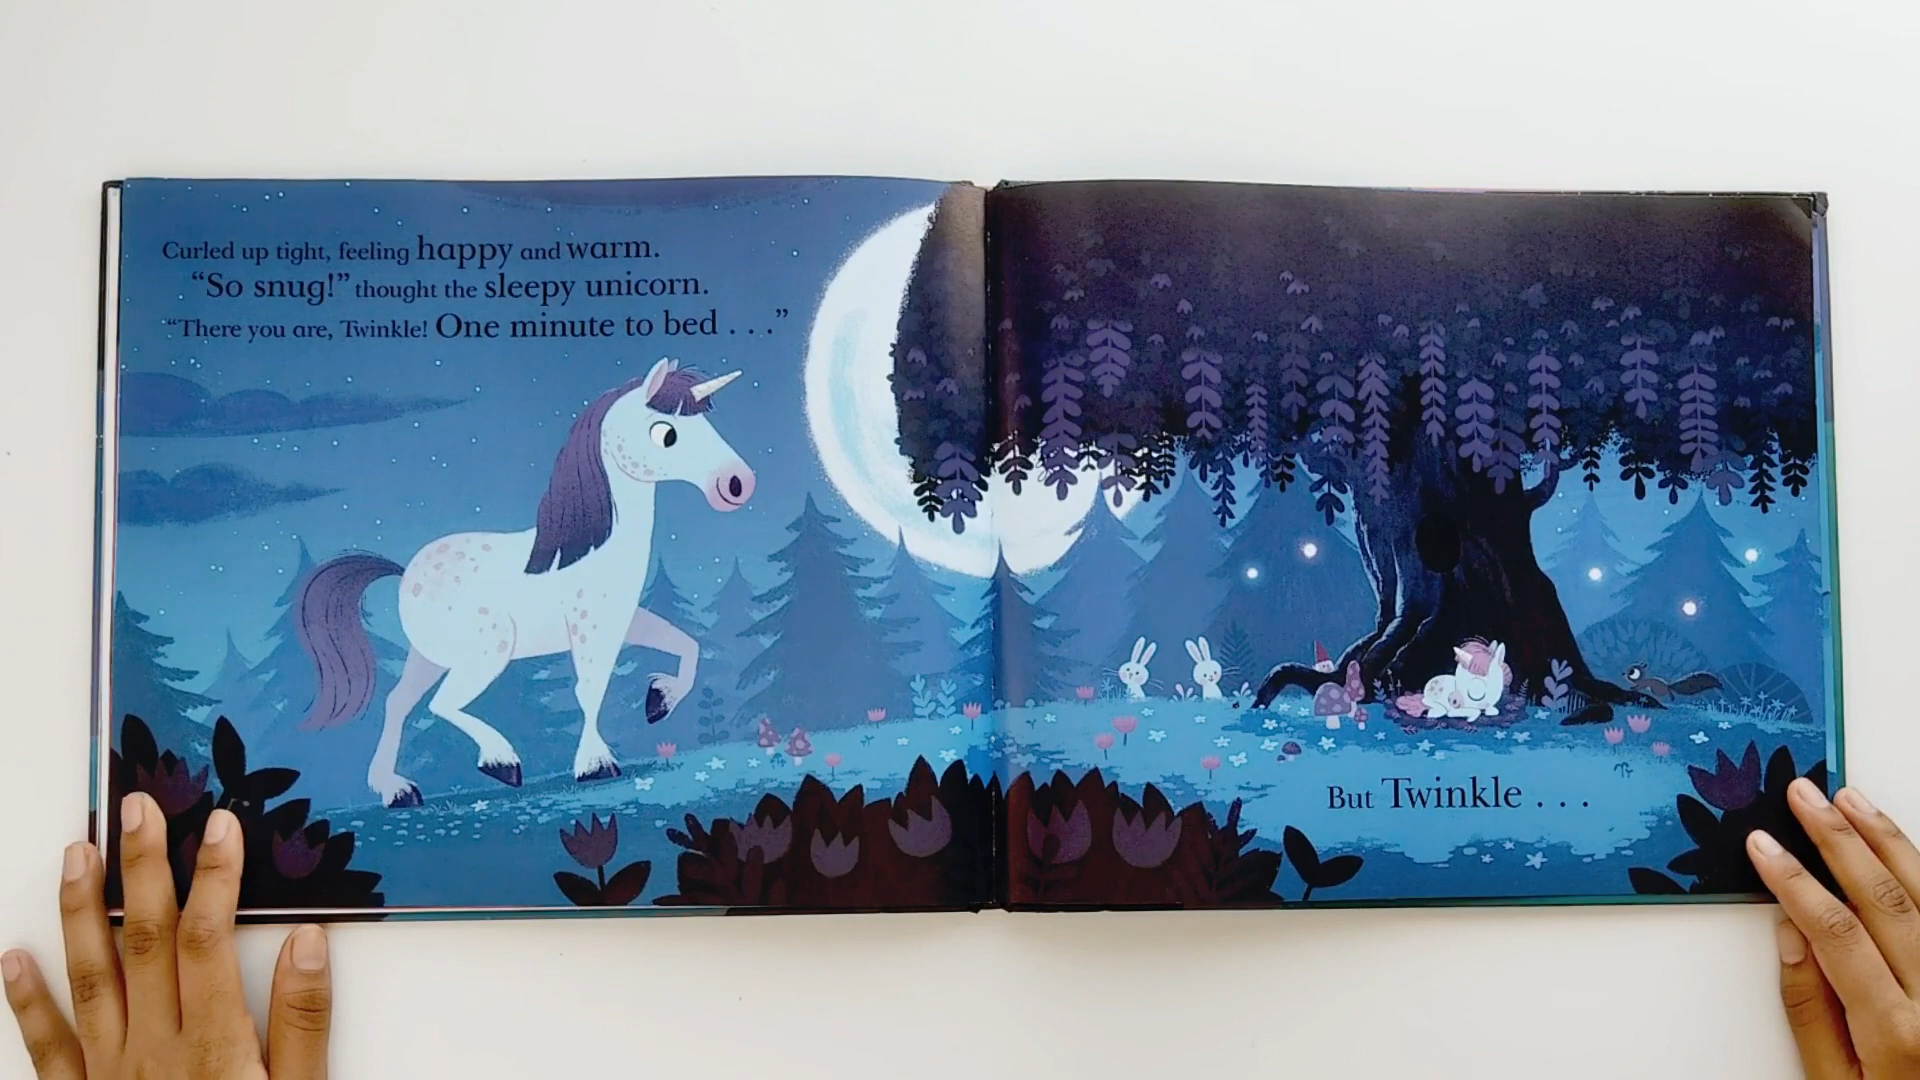 Curled up tight, feeling happy and warm.
“So snug!” thought the sleepy unicorn.
“There you are, Twinkle! One minute to bed . . .”
But Twinkle . . .